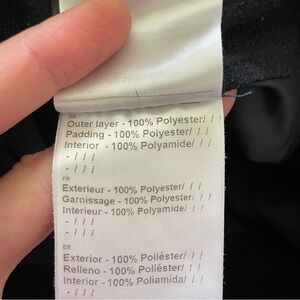 GB
Outer layer - 100% Polyester/ / /
Padding - 100% Polyester/ / /
Interior - 100% Polyamide/ / /
- / / /
- / / /
FR
Exterieur - 100% Polyester/ / /
Garnissage - 100% Polyester/ / /
Interieur - 100% Polyamide/ / /
- / / /
- / / /
ES
Exterior - 100% Poliéster/ / /
Relleno - 100% Poliéster/ / /
Interior - 100% Poliamida/ / /
- / / /